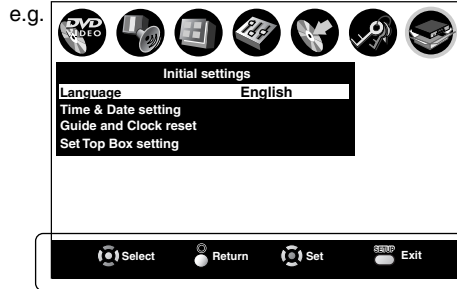 e.g.
DVD
VIDEO
Initial settings
Language English
Time & Date setting
Guide and Clock reset
Set Top Box setting
Select Return Set SETUP Exit